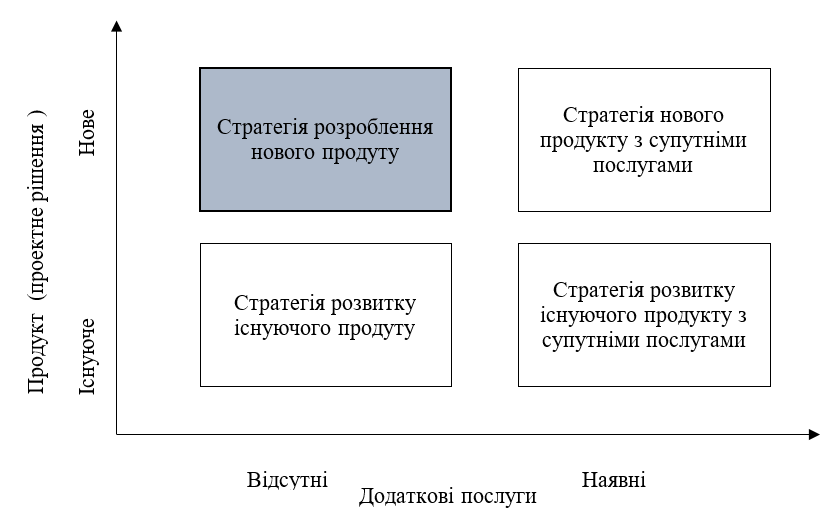 Продукт (проектне рішення )
Нове
Існуюче
Стратегія розроблення
нового продуту
Стратегія нового
продукту з супутніми
послугами
Стратегія розвитку
існуючого продуту
Стратегія розвитку
існуючого продукту з
супутніми послугами
Відсутні
Наявні
Додаткові послуги